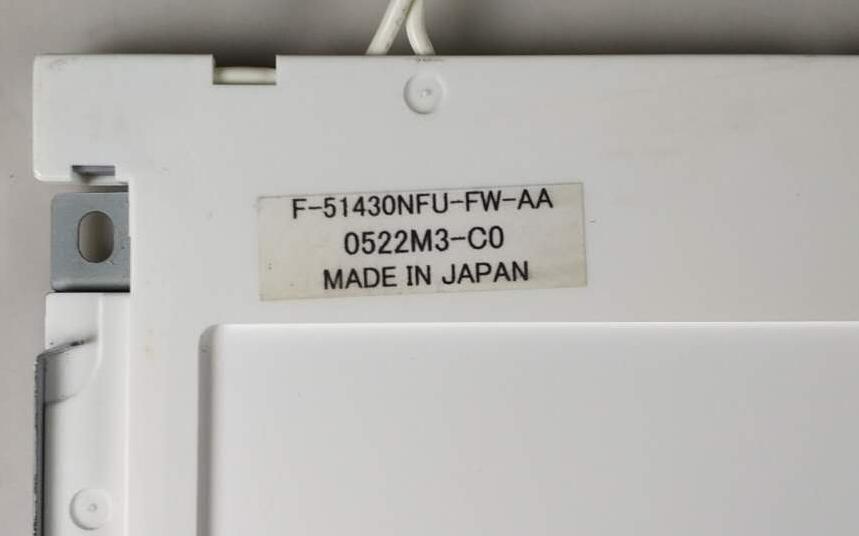 F-51430NFU-FW-AA
0522M3-C0
MADE IN JAPAN